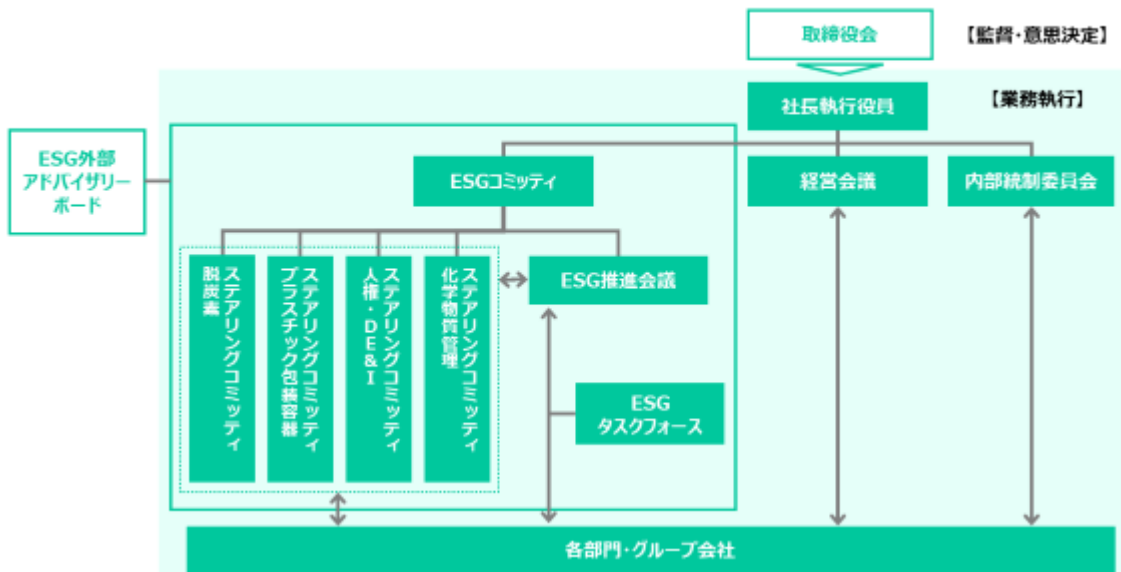 取締役会
【監督・意思決定】
社長執行役員
【業務執行】
ESG外部
アドバイザリー
ボード
ESGコミッティ
経営会議
内部統制委員会
脱炭素
ステアリングコミッティ
プラスチック包装容器
ステアリングコミッティ
人権・DE&I
ステアリングコミッティ
化学物質管理
ステアリングコミッティ
ESG推進会議
ESG
タスクフォース
各部門・グループ会社